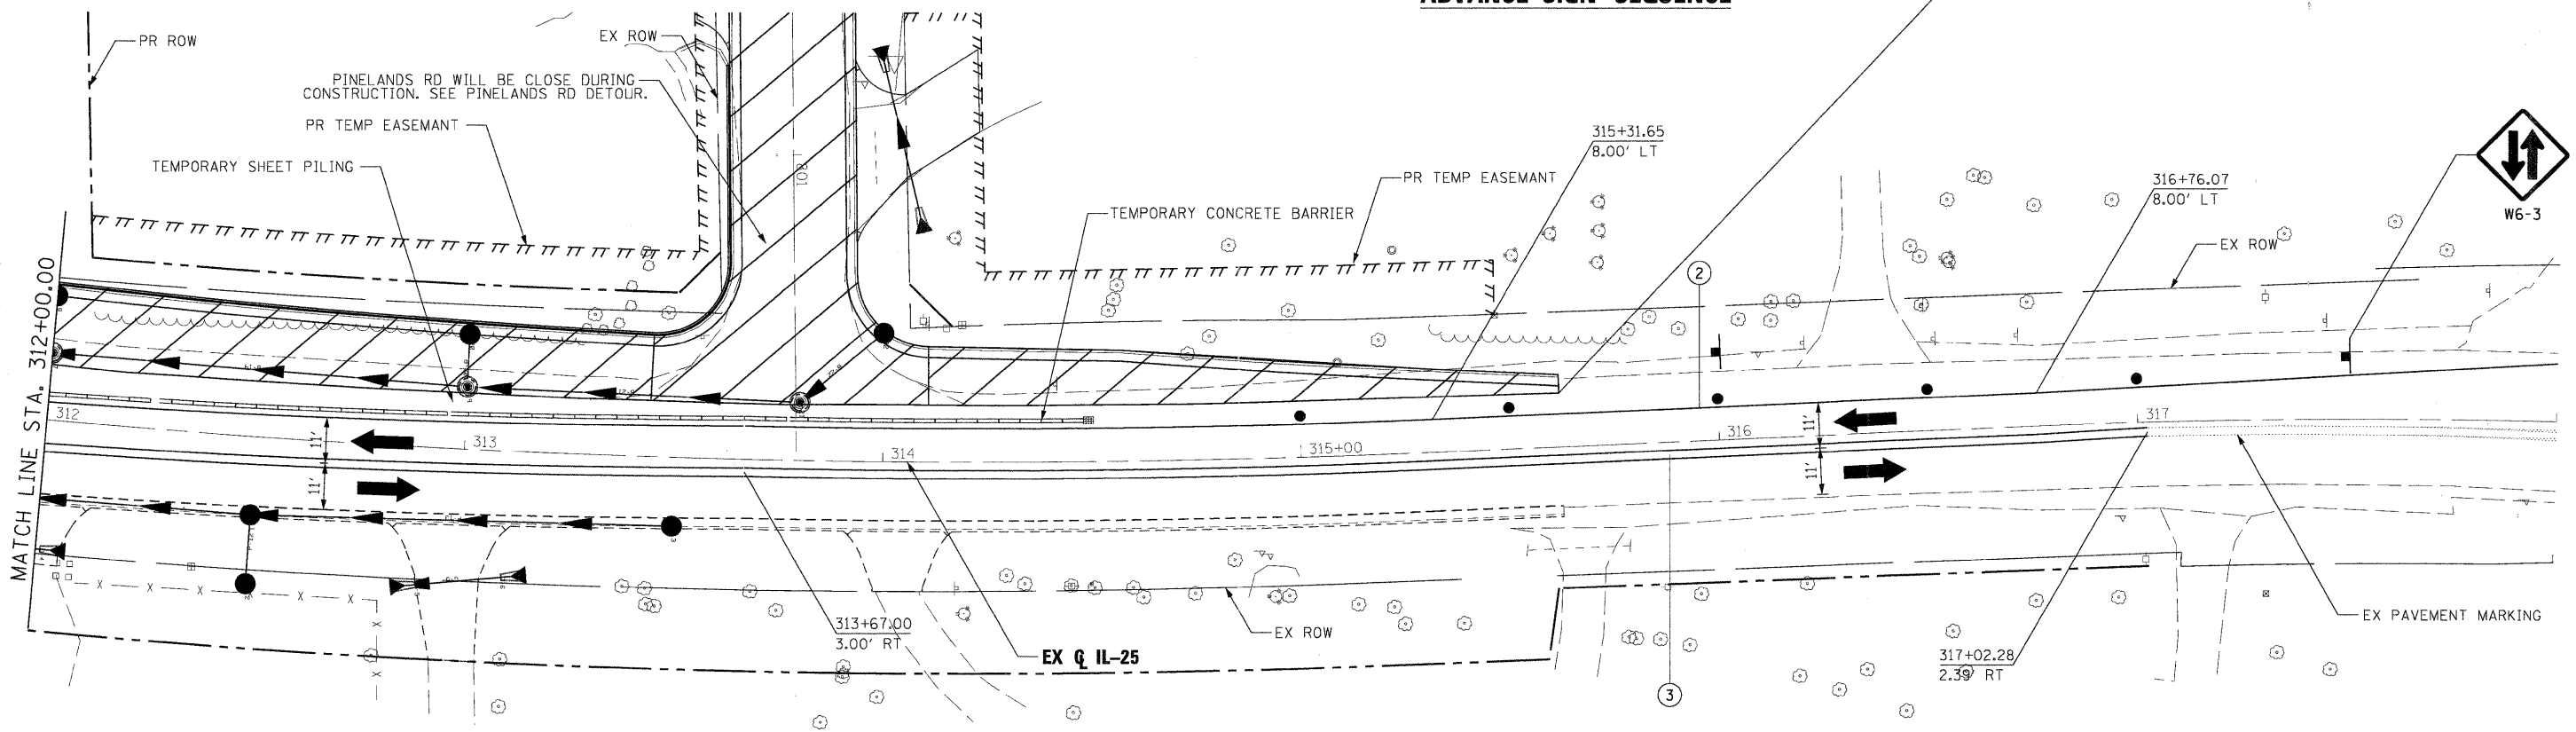 ADVANCE SIGN SEQUENCE
PR ROW
EX ROW
PINELANDS RD WILL BE CLOSE DURING
CONSTRUCTION. SEE PINELANDS RD DETOUR.
PR TEMP EASEMANT
TEMPORARY SHEET PILING
301
315+31.65
8.00' LT
PR TEMP EASEMANT
TEMPORARY CONCRETE BARRIER
316+76.07
8.00' LT
W6-3
EX ROW
2
MATCH LINE STA. 312+00.00
312
313
314
315+00
316
317
11'
11'
11'
11'
313+67.00
3.00' RT
EX ℄ IL-25
EX ROW
3
317+02.28
2.39' RT
EX PAVEMENT MARKING